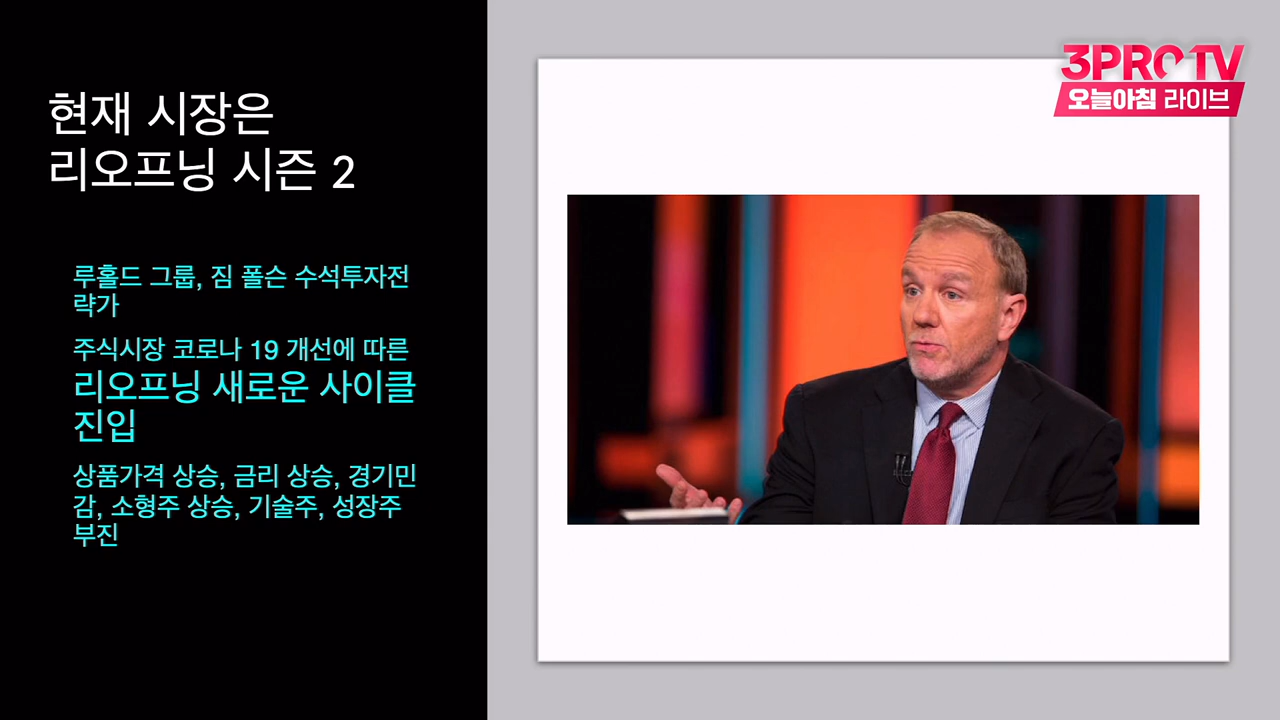 현재 시장은
리오프닝 시즌 2
루홀드 그룹, 짐 폴슨 수석투자전
략가
주식시장 코로나 19 개선에 따른
리오프닝 새로운 사이클
진입
상품가격 상승, 금리 상승, 경기민
감, 소형주 상승, 기술주, 성장주
부진
3PROTV
오늘아침 라이브